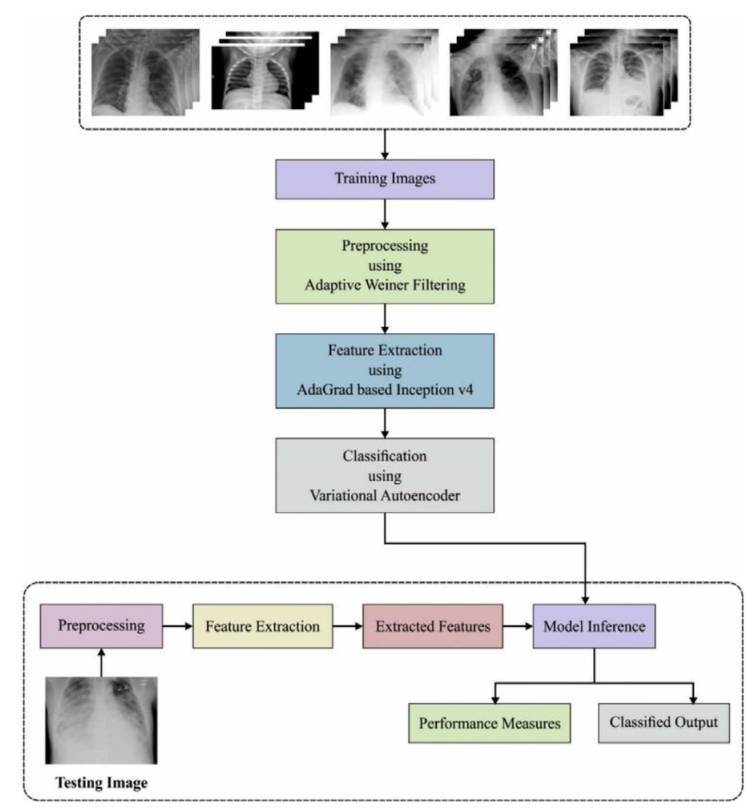 Training Images
Preprocessing
using
Adaptive Weiner Filtering
Feature Extraction
using
AdaGrad based Inception v4
Classification
using
Variational Autoencoder
Preprocessing
Feature Extraction
Extracted Features
Model Inference
Performance Measures
Classified Output
Testing Image